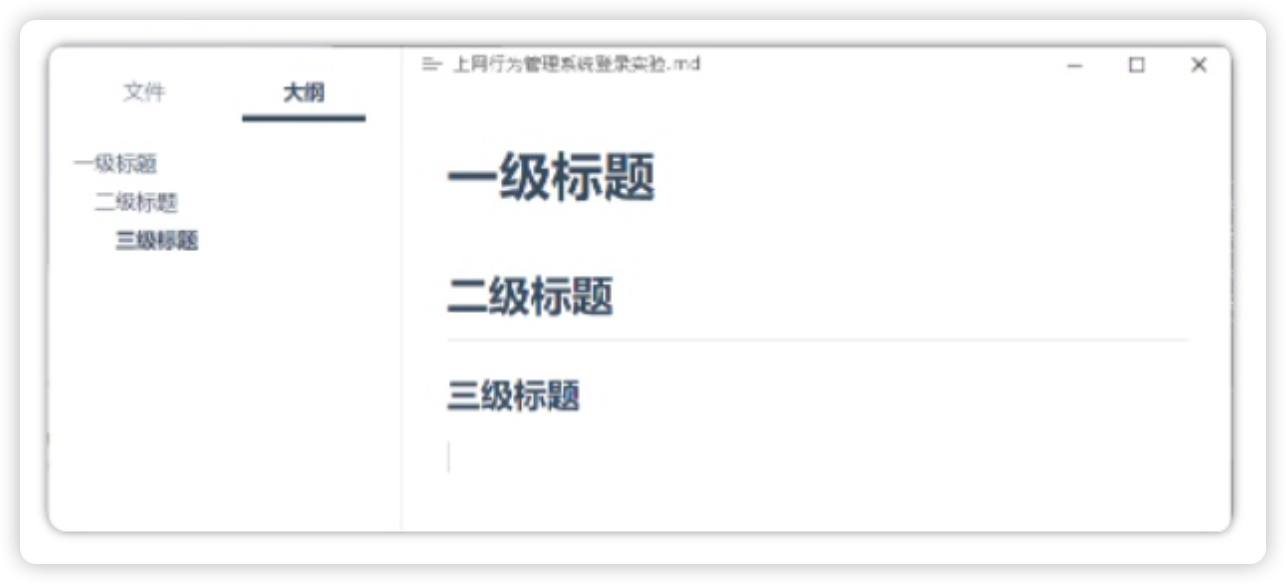 文件
大纲
一级标题
二级标题
三级标题
上网行为管理系统登录实验.md
一级标题
二级标题
三级标题